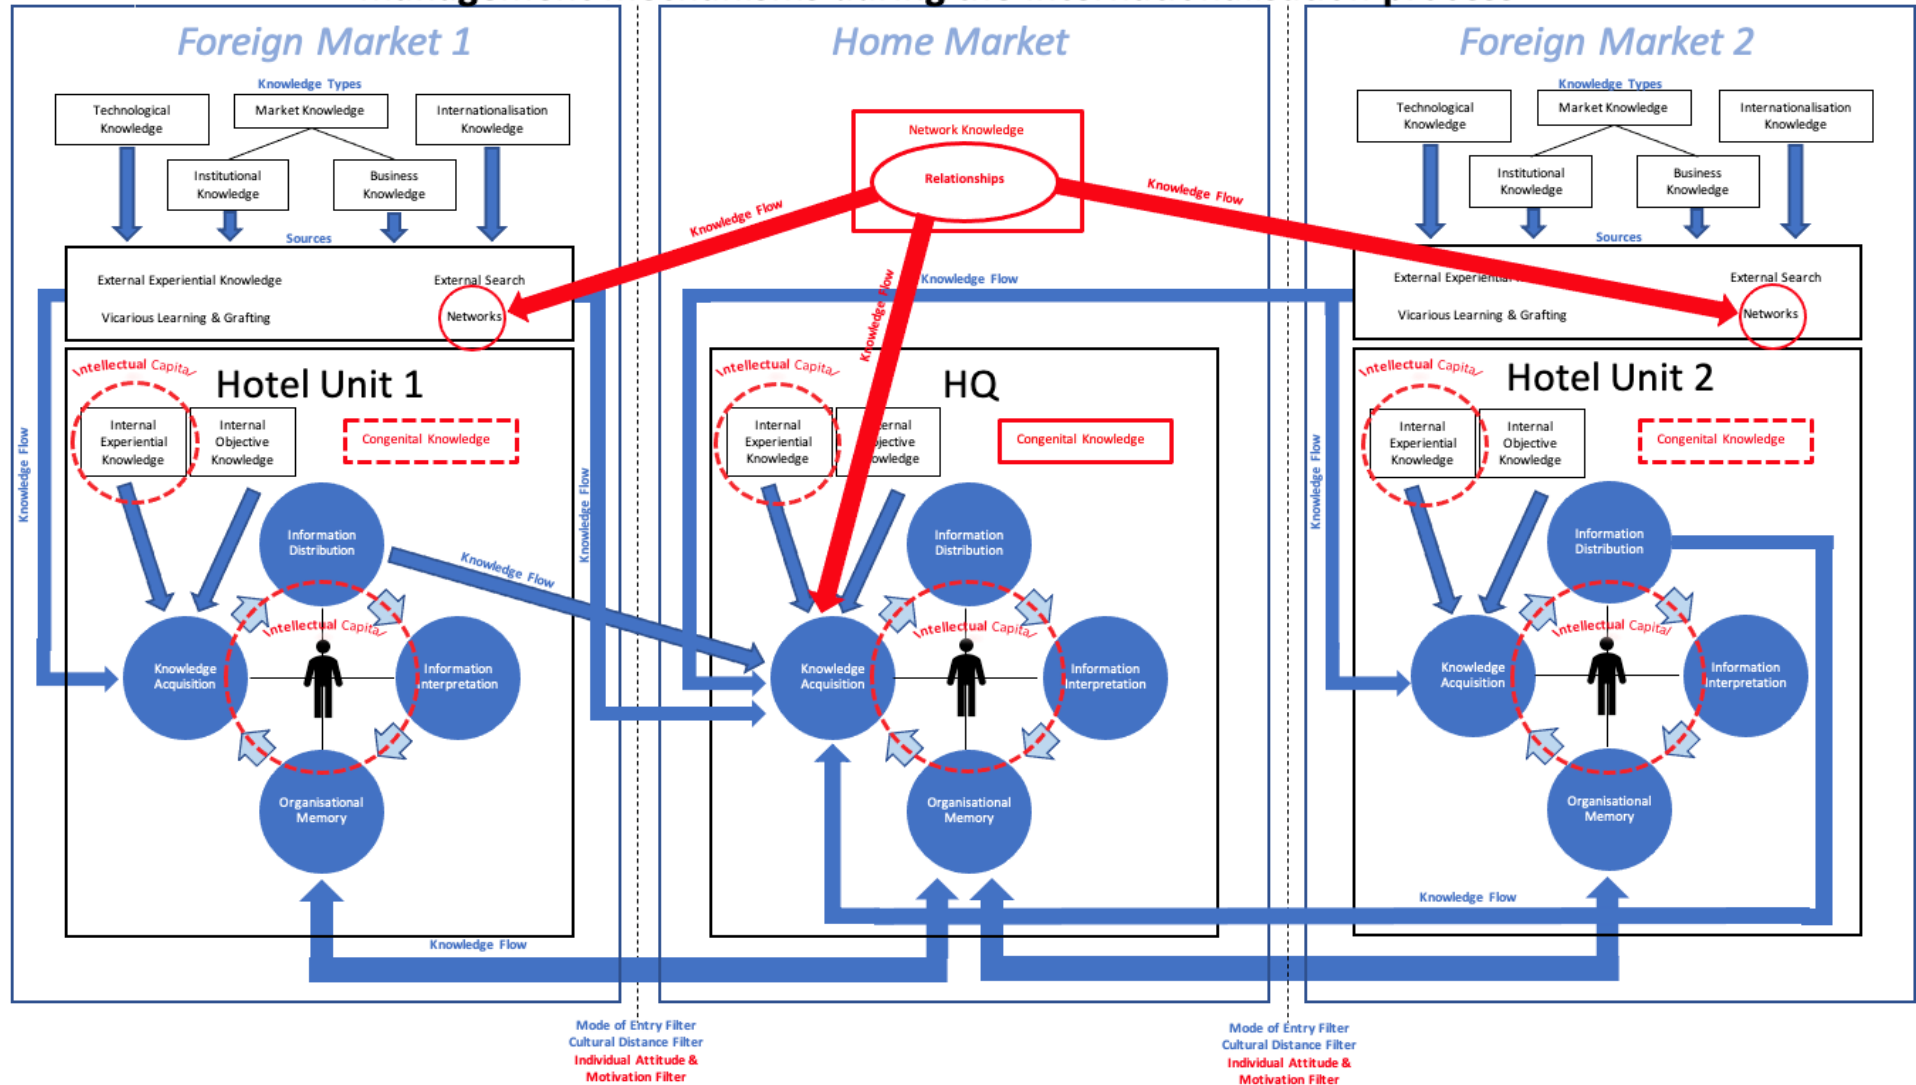 Foreign Market 1
Knowledge Types
Technological
Knowledge
Market Knowledge
Internationalisation
Knowledge
Institutional
Knowledge
Business
Knowledge
Sources
External Experiential Knowledge
External Search
Vicarious Learning & Grafting
Networks
Intellectual Capital
Hotel Unit 1
Internal
Experiential
Knowledge
Internal
Objective
Knowledge
Congenital Knowledge
Information
Distribution
Intellectual Capital
Knowledge
Acquisition
Information
Interpretation
Organisational
Memory
Knowledge Flow
Knowledge Flow
Knowledge Flow
Knowledge Flow
Home Market
Network Knowledge
Relationships
Knowledge Flow
Knowledge Flow
Knowledge Flow
Knowledge Flow
Intellectual Capital
HQ
Internal
Experiential
Knowledge
Congenital Knowledge
Information
Distribution
Intellectual Capital
Knowledge
Acquisition
Information
Interpretation
Organisational
Memory
Foreign Market 2
Knowledge Types
Technological
Knowledge
Market Knowledge
Internationalisation
Knowledge
Institutional
Knowledge
Business
Knowledge
Sources
External
External Search
Vicarious Learning & Grafting
Networks
Intellectual Capital
Hotel Unit 2
Internal
Experiential
Knowledge
Internal
Objective
Knowledge
Congenital Knowledge
Knowledge Flow
Information
Distribution
Intellectual Capital
Knowledge
Acquisition
Information
Interpretation
Organisational
Memory
Knowledge Flow
Mode of Entry Filter
Cultural Distance Filter
Individual Attitude &
Motivation Filter
Mode of Entry Filter
Cultural Distance Filter
Individual Attitude &
Motivation Filter